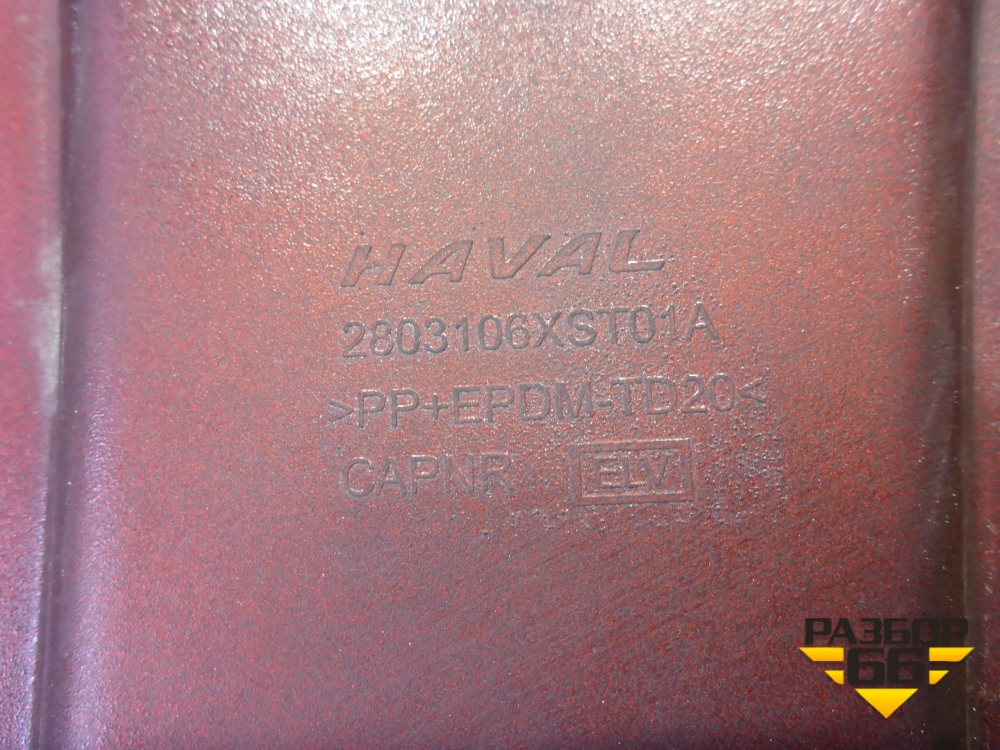 HAVAL
2803106XST01A
>PP+EPDM-TD20<
CAPNR ELV
РАЗБОР
66